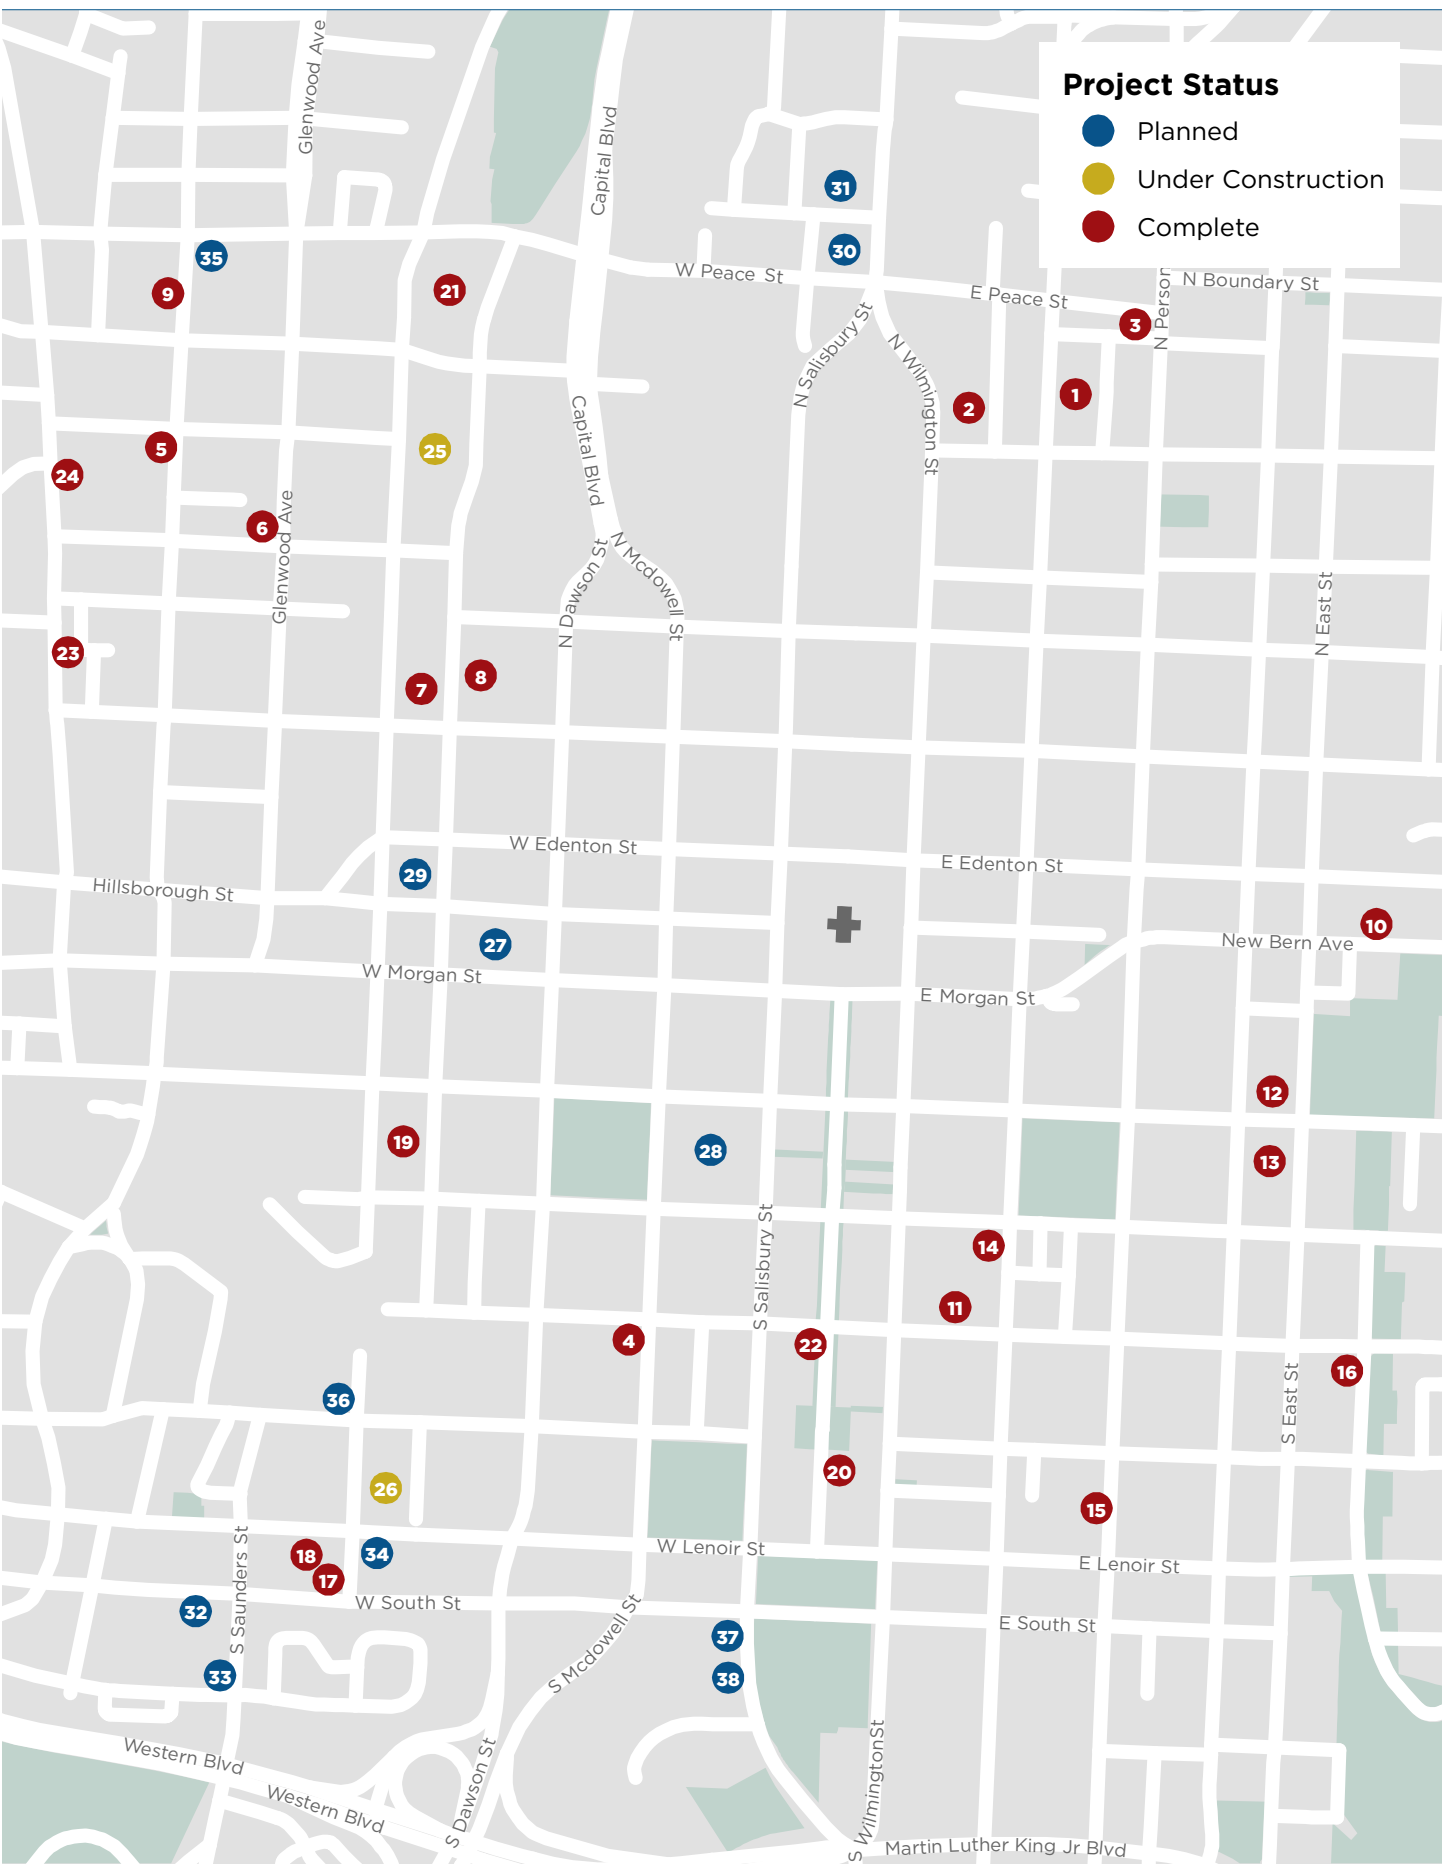 Project Status
Planned
Under Construction
Complete
Glenwood Ave
Capital Blvd
31
30
35
9
21
W Peace St
E Peace St
N Boundary St
N Person
3
N Salisbury St
N Wilmington St
2
1
Capital Blvd
5
25
24
6
Glenwood Ave
N Dawson St
N Mcdowell St
N East St
23
7
8
W Edenton St
E Edenton St
29
Hillsborough St
27
10
New Bern Ave
W Morgan St
E Morgan St
12
19
28
13
S Salisbury St
14
11
4
22
16
36
S East St
20
26
15
S Saunders St
18
34
W Lenoir St
E Lenoir St
17
32
W South St
E South St
S Mcdowell St
37
33
38
Western Blvd
Western Blvd
S Dawson St
S Wilmington St
Martin Luther King Jr Blvd